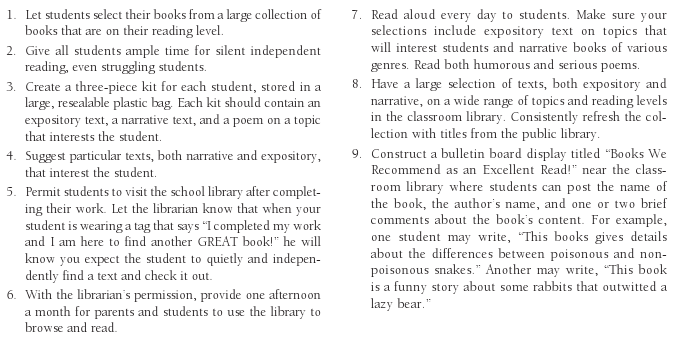 1. Let students select their books from a large collection of
books that are on their reading level.
2. Give all students ample time for silent independent
reading, even struggling students.
3. Create a three-piece kit for each student, stored in a
large, resealable plastic bag. Each kit should contain an
expository text, a narrative text, and a poem on a topic
that interests the student.
4. Suggest particular texts, both narrative and expository,
that interest the student.
5. Permit students to visit the school library after complet-
ing their work. Let the librarian know that when your
student is wearing a tag that says “I completed my work
and I am here to find another GREAT book!” he will
know you expect the student to quietly and indepen-
dently find a text and check it out.
6. With the librarian's permission, provide one afternoon
a month for parents and students to use the library to
browse and read.
7. Read aloud every day to students. Make sure your
selections include expository text on topics that
will interest students and narrative books of various
genres. Read both humorous and serious poems.
8. Have a large selection of texts, both expository and
narrative, on a wide range of topics and reading levels
in the classroom library. Consistently refresh the col-
lection with titles from the public library.
9. Construct a bulletin board display titled “Books We
Recommend as an Excellent Read!” near the class-
room library where students can post the name of
the book, the author's name, and one or two brief
comments about the book's content. For example,
one student may write, “This books gives details
about the differences between poisonous and non-
poisonous snakes.” Another may write, “This book
is a funny story about some rabbits that outwitted a
lazy bear.”